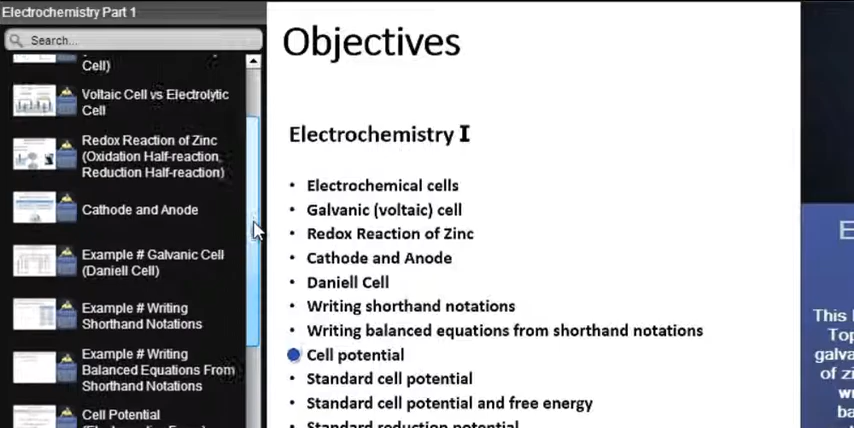 Electrochemistry Part 1
Search...
Cell)
Voltaic Cell vs Electrolytic
Cell
Redox Reaction of Zinc
(Oxidation Half-reaction
Reduction Half-reaction)
Cathode and Anode
Example # Galvanic Cell
(Daniell Cell)
Example # Writing
Shorthand Notations
Example # Writing
Balanced Equations From
Shorthand Notations
Cell Potential
Objectives
Electrochemistry I
• Electrochemical cells
• Galvanic (voltaic) cell
• Redox Reaction of Zinc
• Cathode and Anode
• Daniell Cell
• Writing shorthand notations
• Writing balanced equations from shorthand notations
Cell potential
• Standard cell potential
• Standard cell potential and free energy
• Standard reduction potential
E
This
Top
galva
of zi
w
ba